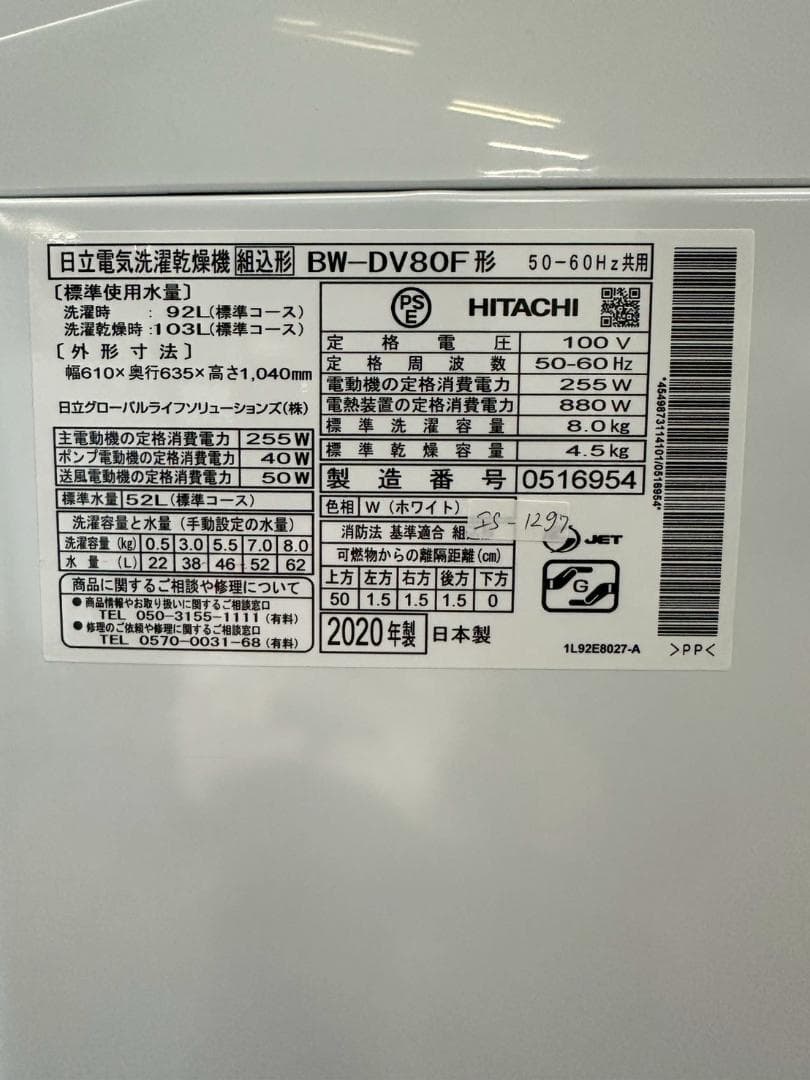 日立電気洗濯乾燥機 組込形 BW-DV80F形 50-60Hz共用
〔標準使用水量〕
洗濯時 : 92L(標準コース)
洗濯乾燥時:103L(標準コース)
〔外形寸法〕
幅610×奥行635×高さ1,040mm
日立グローバルライフソリューションズ(株)
主電動機の定格消費電力 255W
ポンプ電動機の定格消費電力 40W
送風電動機の定格消費電力 50W
標準水量 52L(標準コース)
洗濯容量と水量(手動設定の水量)
洗濯容量(kg) 0.5 3.0 5.5 7.0 8.0
水量(L) 22 38 46 52 62
商品に関するご相談や修理について
●商品情報やお取り扱いに関するご相談窓口
TEL 050-3155-1111(有料)
●修理のご依頼や修理に関するご相談窓口
TEL 0570-0031-68(有料)
PSE HITACHI
定格電圧 100V
定格周波数 50-60Hz
電動機の定格消費電力 255W
電熱装置の定格消費電力 880W
標準洗濯容量 8.0kg
標準乾燥容量 4.5kg
製造番号 0516954
色相 W(ホワイト)
IS-1297
消防法 基準適合 組
可燃物からの離隔距離(cm)
上方 左方 右方 後方 下方
50 1.5 1.5 1.5 0
JET
G
2020年製 日本製
1L92E8027-A
>PP<
*4549873114101/0516954*